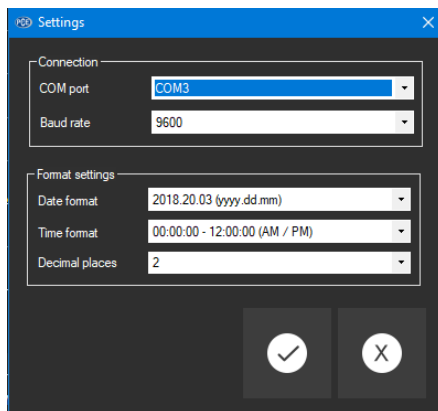 PCE Settings
Connection
COM port COM3
Baud rate 9600
Format settings
Date format 2018.20.03 (yyyy.dd.mm)
Time format 00:00:00 - 12:00:00 (AM / PM)
Decimal places 2
X